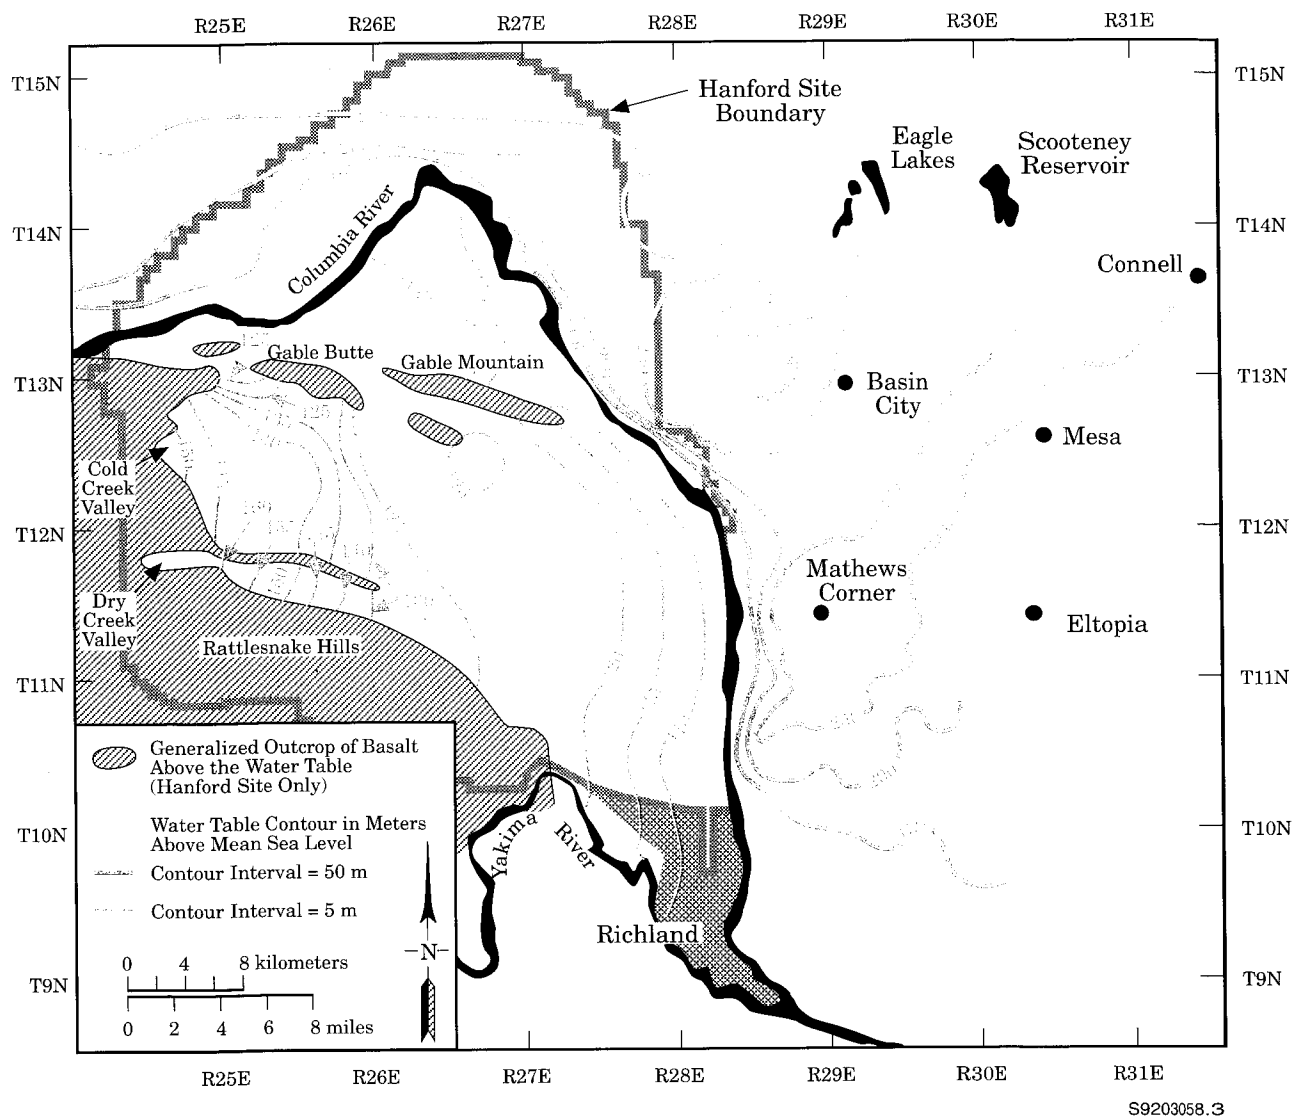 R25E R26E R27E R28E R29E R30E R31E
T15N
T15N
Hanford Site
Boundary
Eagle
Lakes
Scooteney
Reservoir
Columbia River
T14N
T14N
Connell
Gable Butte
Gable Mountain
T13N
T13N
Basin
City
125
Mesa
Cold
Creek
Valley
T12N
T12N
Mathews
Corner
Dry
Creek
Valley
Eltopia
Rattlesnake Hills
T11N
T11N
Generalized Outcrop of Basalt
Above the Water Table
(Hanford Site Only)
Water Table Contour in Meters
Above Mean Sea Level
Contour Interval = 50 m
Contour Interval = 5 m
N
0 4 8 kilometers
0 2 4 6 8 miles
T10N
T10N
Yakima
River
Richland
T9N
T9N
R25E R26E R27E R28E R29E R30E R31E
S9203058.3